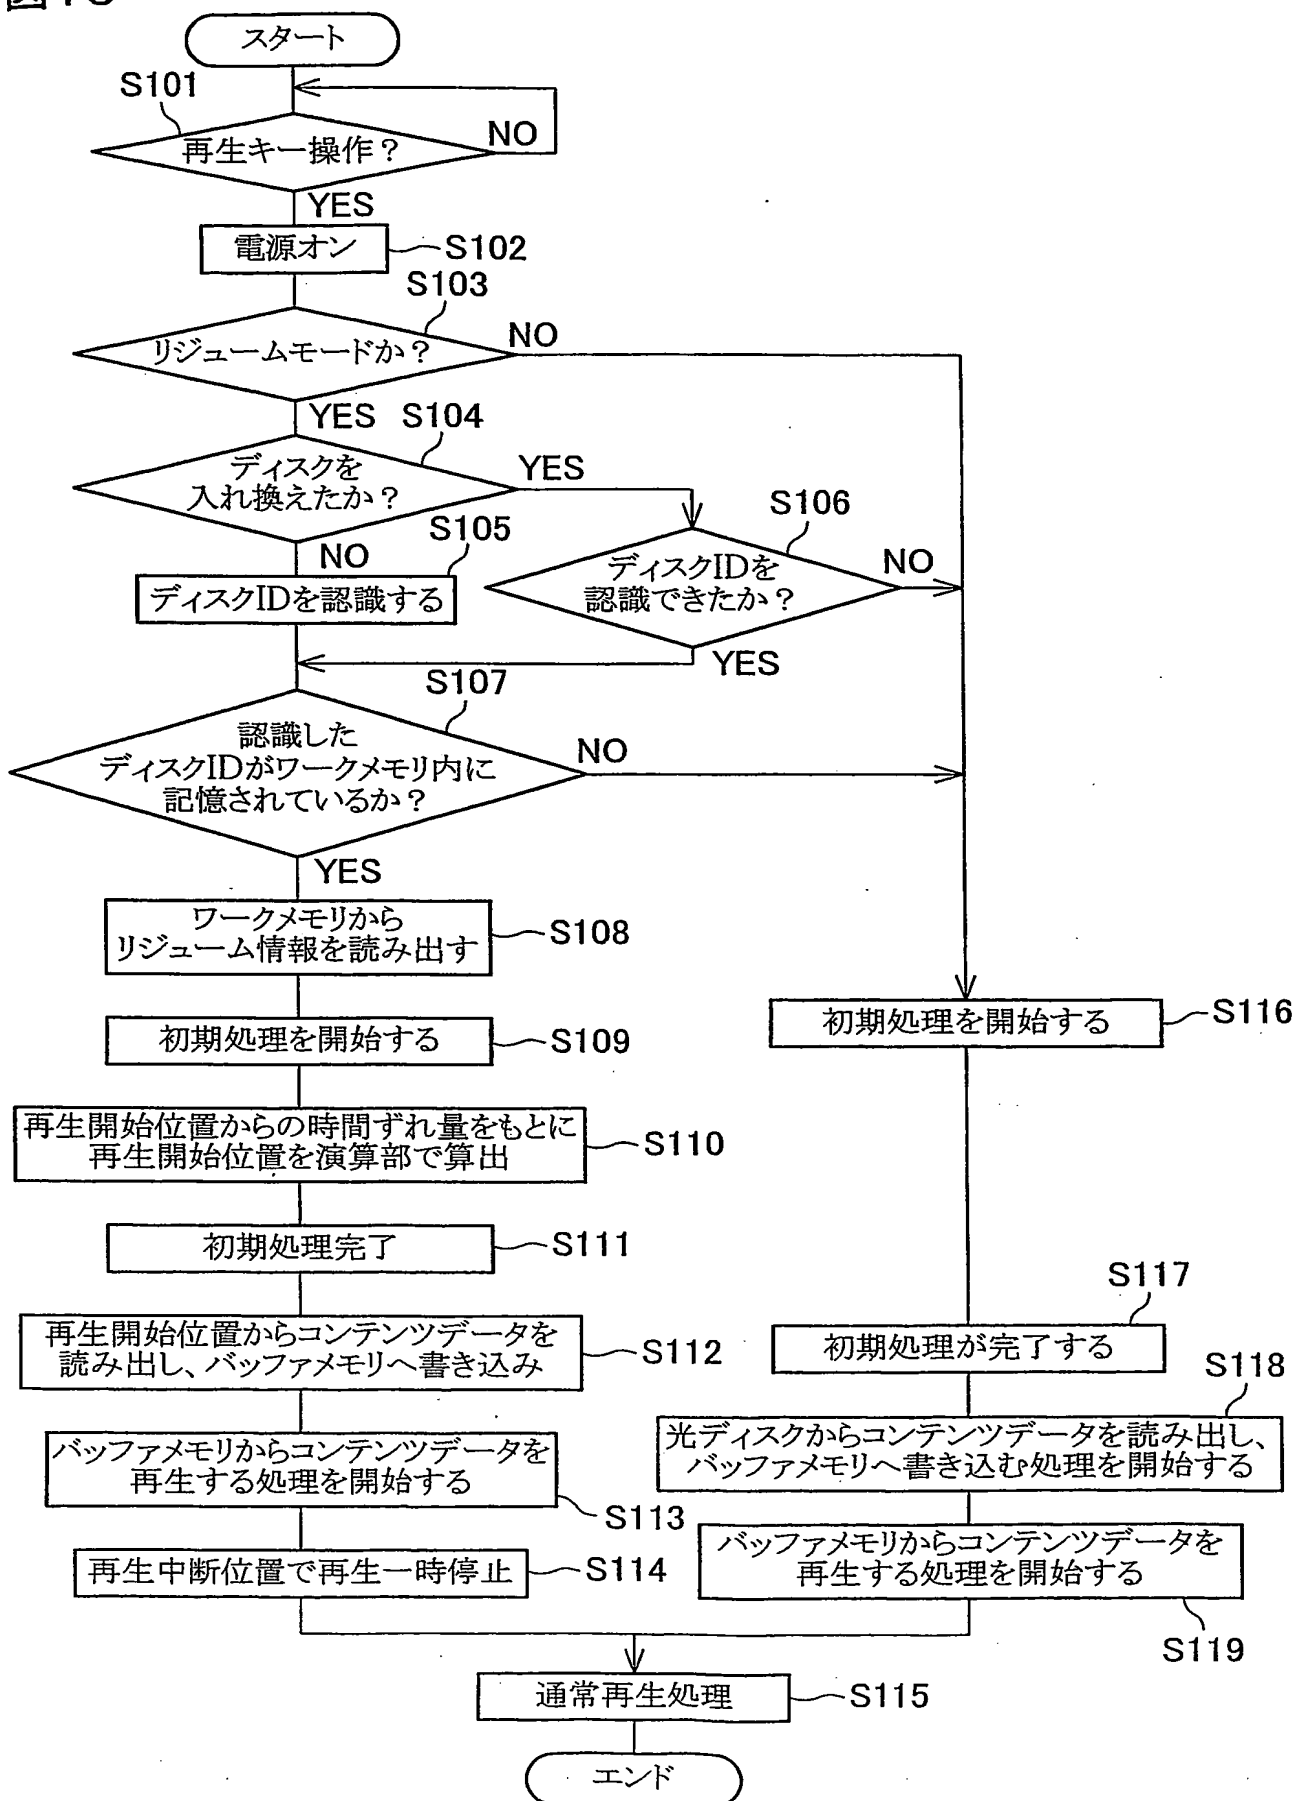 スタート
S101
再生キー操作？
NO
YES
電源オン
S102
S103
リジュームモードか？
NO
YES
S104
ディスクを
入れ換えたか？
YES
NO
S105
ディスクIDを認識する
S106
ディスクIDを
認識できたか？
NO
YES
S107
認識した
ディスクIDがワークメモリ内に
記憶されているか？
NO
YES
ワークメモリから
リジューム情報を読み出す
S108
初期処理を開始する
S109
再生開始位置からの時間ずれ量をもとに
再生開始位置を演算部で算出
S110
初期処理完了
S111
再生開始位置からコンテンツデータを
読み出し、バッファメモリへ書き込み
S112
バッファメモリからコンテンツデータを
再生する処理を開始する
S113
再生中断位置で再生一時停止
S114
初期処理を開始する
S116
S117
初期処理が完了する
S118
光ディスクからコンテンツデータを読み出し、
バッファメモリへ書き込む処理を開始する
バッファメモリからコンテンツデータを
再生する処理を開始する
S119
通常再生処理
S115
エンド